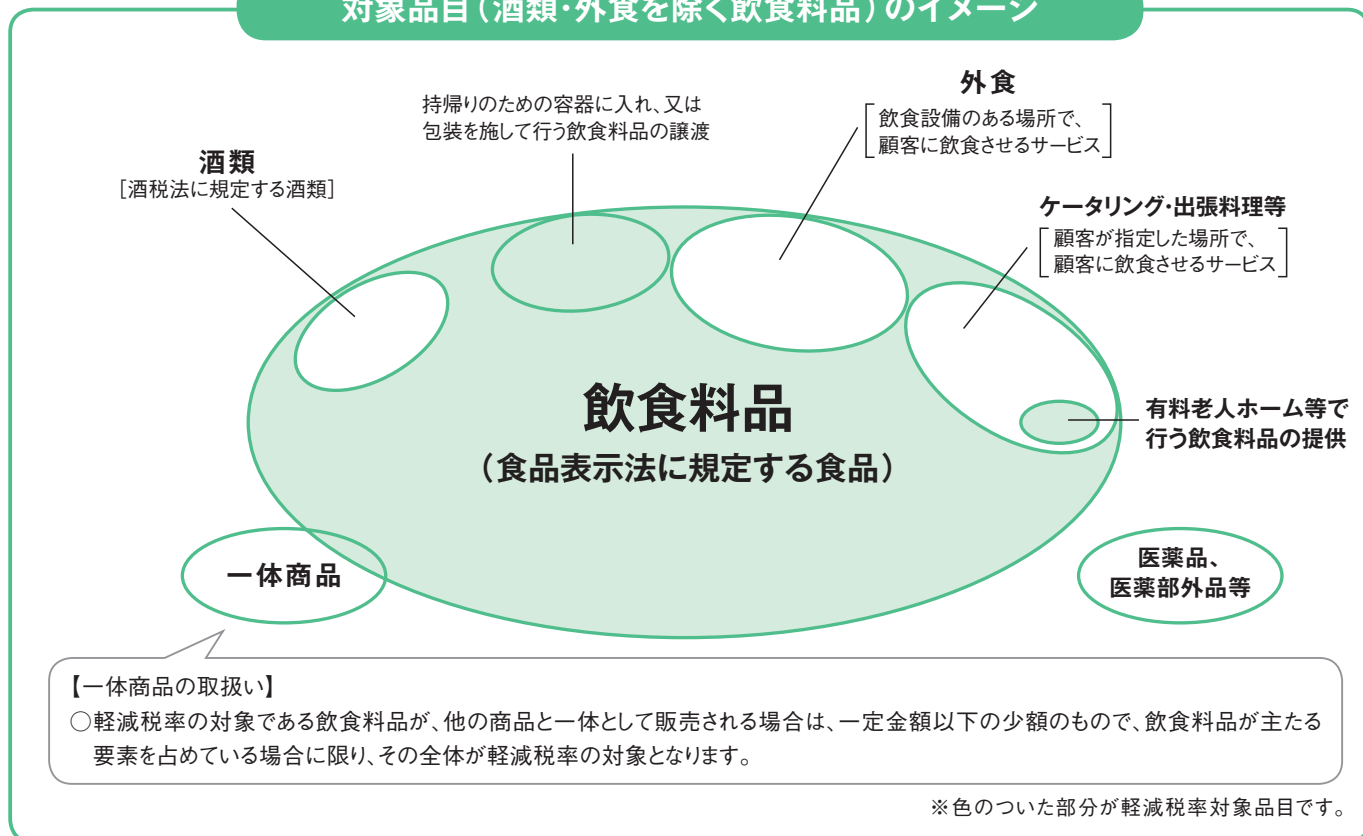 対象品目(酒類・外食を除く飲食料品)のイメージ
外食
[飲食設備のある場所で、
顧客に飲食させるサービス]
持帰りのための容器に入れ、又は
包装を施して行う飲食料品の譲渡
酒類
[酒税法に規定する酒類]
ケータリング・出張料理等
[顧客が指定した場所で、
顧客に飲食させるサービス]
飲食料品
(食品表示法に規定する食品)
有料老人ホーム等で
行う飲食料品の提供
一体商品
医薬品、
医薬部外品等
【一体商品の取扱い】
○軽減税率の対象である飲食料品が、他の商品と一体として販売される場合は、一定金額以下の少額のもので、飲食料品が主たる
要素を占めている場合に限り、その全体が軽減税率の対象となります。
※色のついた部分が軽減税率対象品目です。